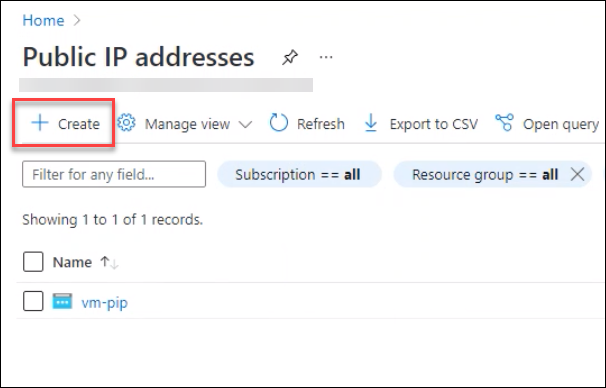 Home
Public IP addresses
Create Manage view Refresh Export to CSV Open query
Filter for any field... Subscription == all Resource group == all
Showing 1 to 1 of 1 records.
Name
vm-pip